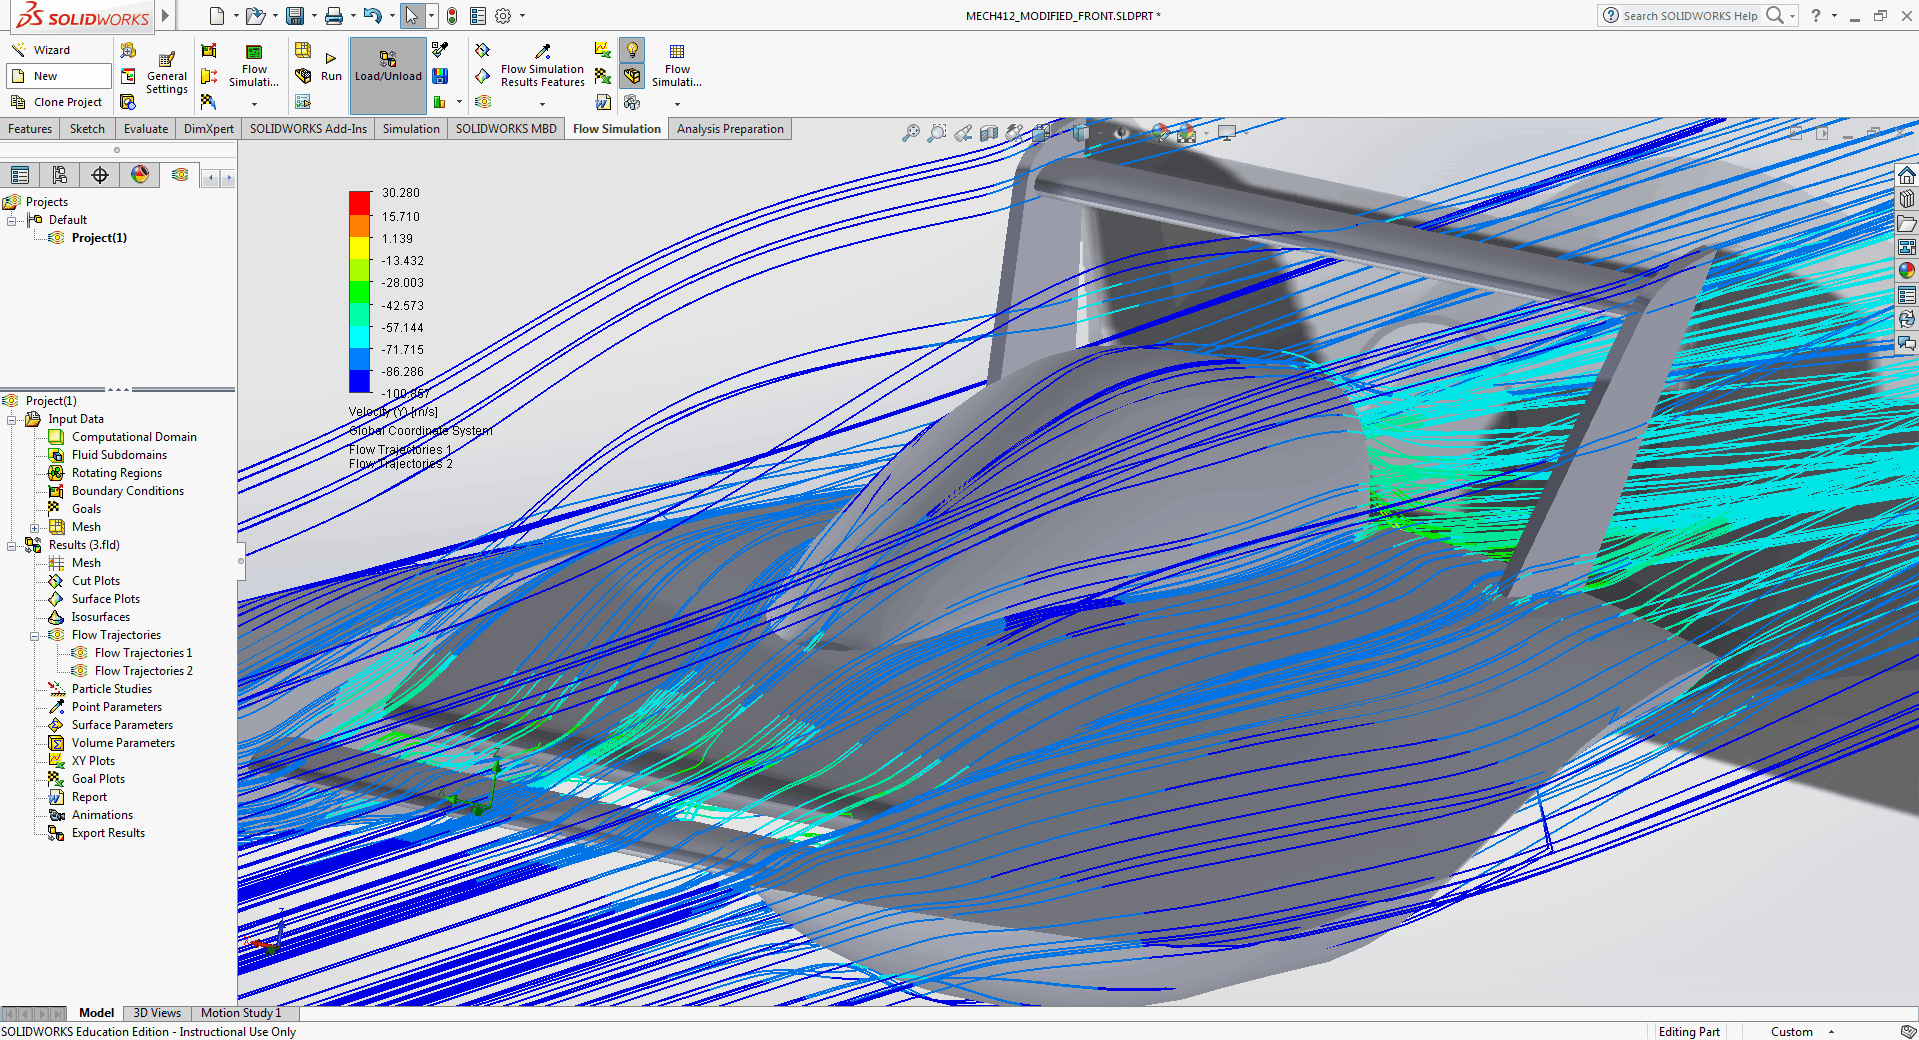 SOLIDWORKS
MECH412_MODIFIED_FRONT.SLDPRT *
Search SOLIDWORKS Help
Wizard
New
Clone Project
General
Settings
Flow
Simulati...
Run
Load/Unload
Flow Simulation
Results Features
Flow
Simulati...
Features
Sketch
Evaluate
DimXpert
SOLIDWORKS Add-Ins
Simulation
SOLIDWORKS MBD
Flow Simulation
Analysis Preparation
Projects
Default
Project(1)
Project(1)
Input Data
Computational Domain
Fluid Subdomains
Rotating Regions
Boundary Conditions
Goals
Mesh
Results (3.fld)
Mesh
Cut Plots
Surface Plots
Isosurfaces
Flow Trajectories
Flow Trajectories 1
Flow Trajectories 2
Particle Studies
Point Parameters
Surface Parameters
Volume Parameters
XY Plots
Goal Plots
Report
Animations
Export Results
30.280
15.710
1.139
-13.432
-28.003
-42.573
-57.144
-71.715
-86.286
-100.857
Velocity (Y) [m/s]
Global Coordinate System
Flow Trajectories 1
Flow Trajectories 2
Model
3D Views
Motion Study 1
SOLIDWORKS Education Edition - Instructional Use Only
Editing Part
Custom